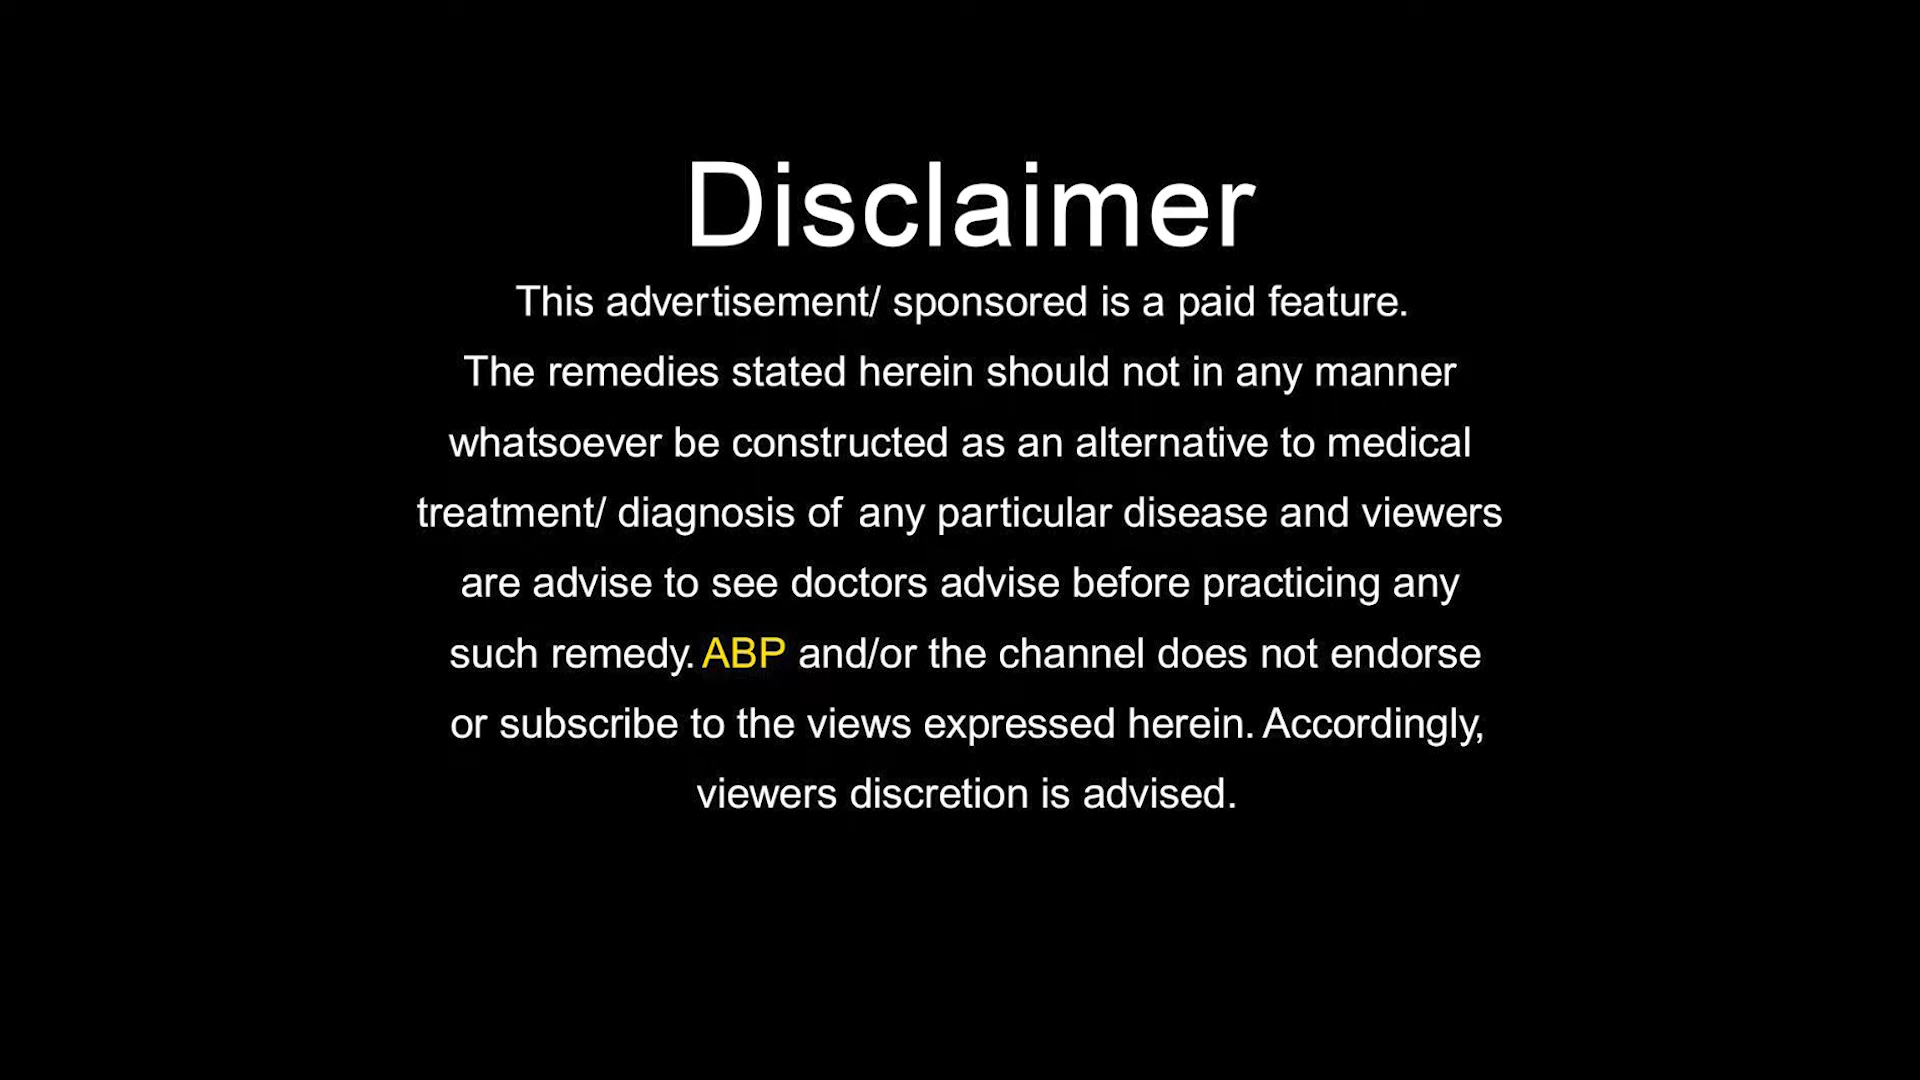 Disclaimer
This advertisement/ sponsored is a paid feature.
The remedies stated herein should not in any manner
whatsoever be constructed as an alternative to medical
treatment/ diagnosis of any particular disease and viewers
are advise to see doctors advise before practicing any
such remedy. ABP and/or the channel does not endorse
or subscribe to the views expressed herein. Accordingly,
viewers discretion is advised.